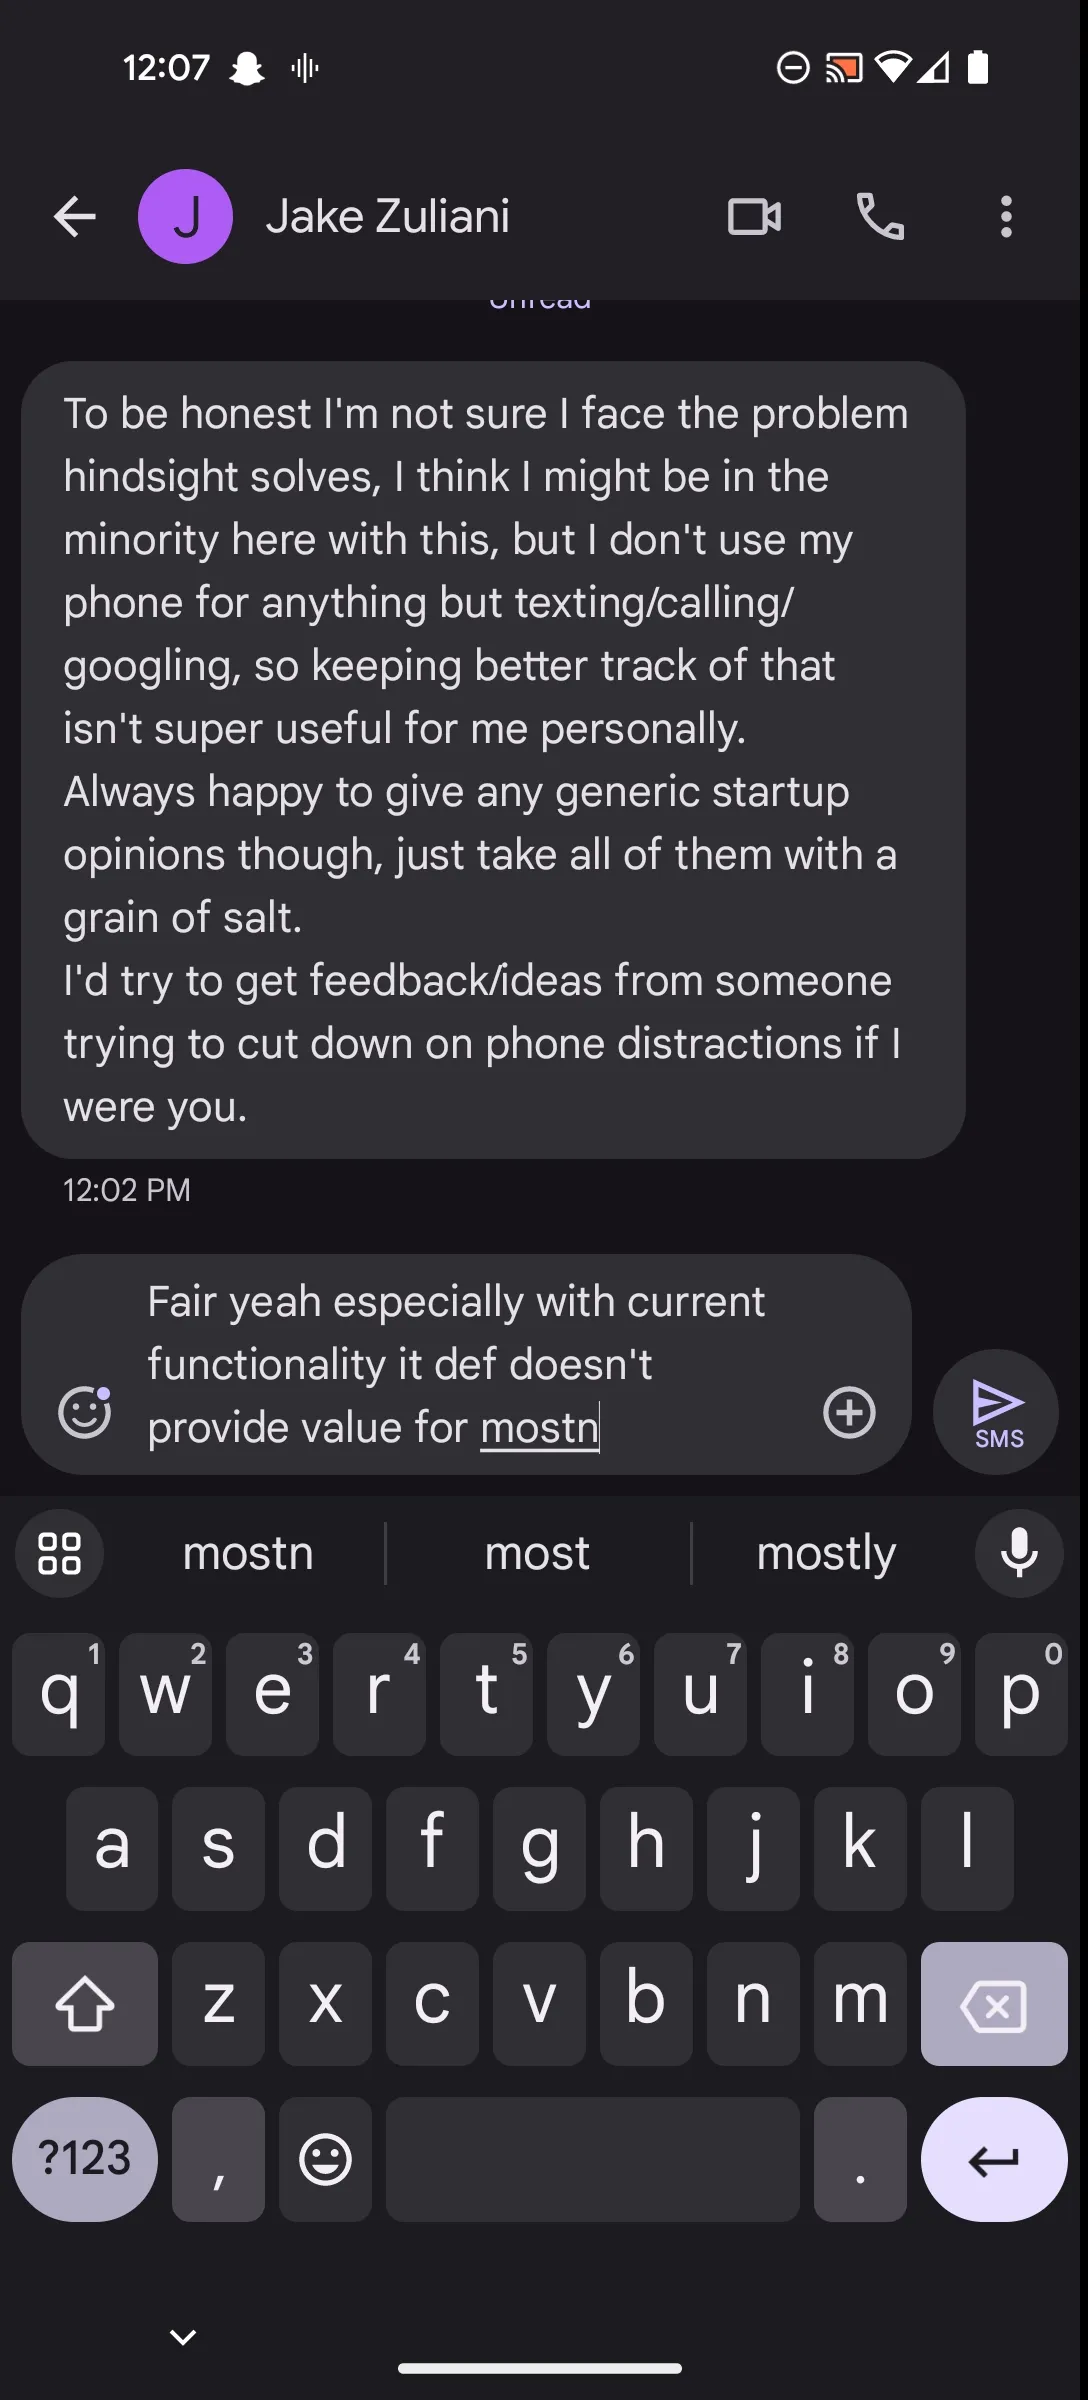 12:07
J
Jake Zuliani
Unread
To be honest I'm not sure I face the problem
hindsight solves, I think I might be in the
minority here with this, but I don't use my
phone for anything but texting/calling/
googling, so keeping better track of that
isn't super useful for me personally.
Always happy to give any generic startup
opinions though, just take all of them with a
grain of salt.
I'd try to get feedback/ideas from someone
trying to cut down on phone distractions if I
were you.
12:02 PM
Fair yeah especially with current
functionality it def doesn't
provide value for mostn
SMS
mostn most mostly
1 2 3 4 5 6 7 8 9 0
q w e r t y u i o p
a s d f g h j k l
z x c v b n m
?123 , .